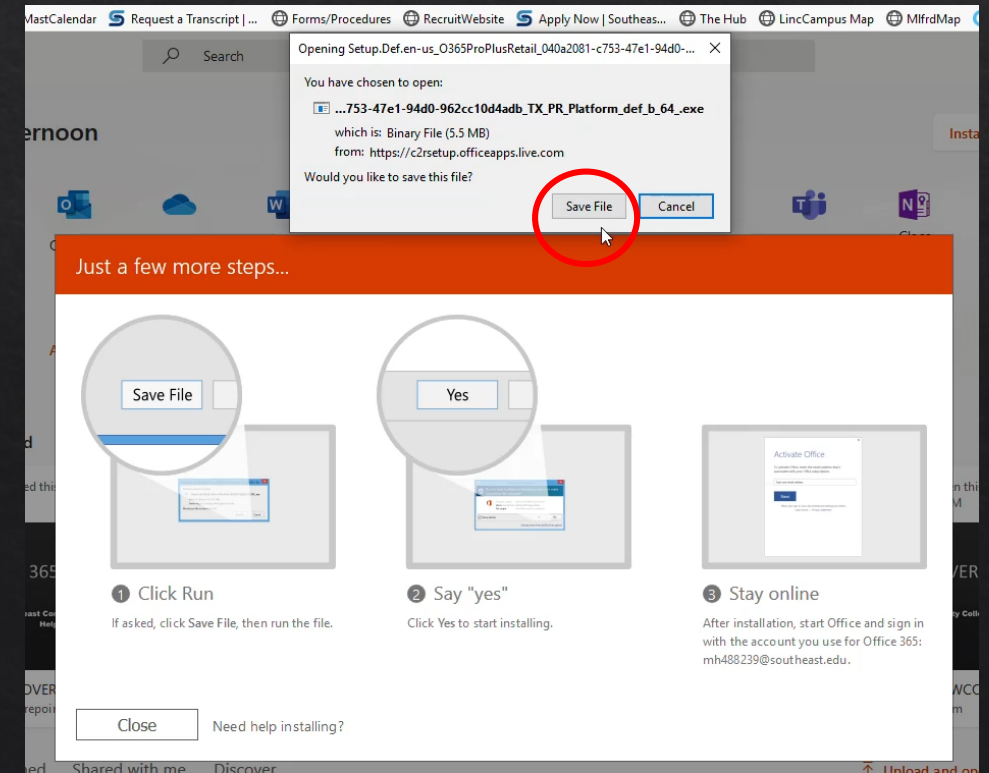 MastCalendar Request a Transcript | ... Forms/Procedures RecruitWebsite Apply Now | Southeas... The Hub LincCampus Map MlfrdMap
Search
Opening Setup.Def.en-us_O365ProPlusRetail_040a2081-c753-47e1-94d0-...
You have chosen to open:
...753-47e1-94d0-962cc10d4adb_TX_PR_Platform_def_b_64_.exe
which is: Binary File (5.5 MB)
from: https://c2rsetup.officeapps.live.com
Would you like to save this file?
Save File Cancel
ernoon
Insta
Just a few more steps...
Save File
Yes
Activate Office
1 Click Run
If asked, click Save File, then run the file.
2 Say "yes"
Click Yes to start installing.
3 Stay online
After installation, start Office and sign in
with the account you use for Office 365:
mh488239@southeast.edu.
365
Close Need help installing?
Shared with me Discover
Upload and op